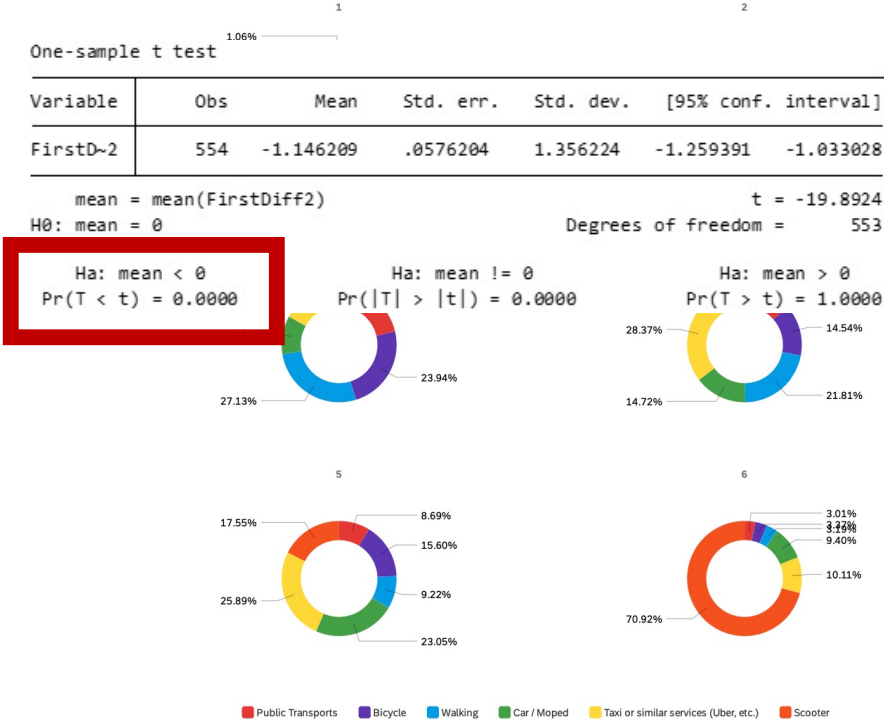 1 2
1.06%
One-sample t test
Variable Obs Mean Std. err. Std. dev. [95% conf. interval]
FirstD~2 554 -1.146209 .0576204 1.356224 -1.259391 -1.033028
mean = mean(FirstDiff2) t = -19.8924
H0: mean = 0 Degrees of freedom = 553
Ha: mean < 0 Ha: mean != 0 Ha: mean > 0
Pr(T < t) = 0.0000 Pr(|T| > |t|) = 0.0000 Pr(T > t) = 1.0000
28.37% 14.54%
23.94%
27.13% 14.72% 21.81%
5 6
17.55% 8.69% 3.01%
3.19%
9.40%
15.60%
10.11%
25.89% 9.22%
70.92%
23.05%
Public Transports Bicycle Walking Car / Moped Taxi or similar services (Uber, etc.) Scooter